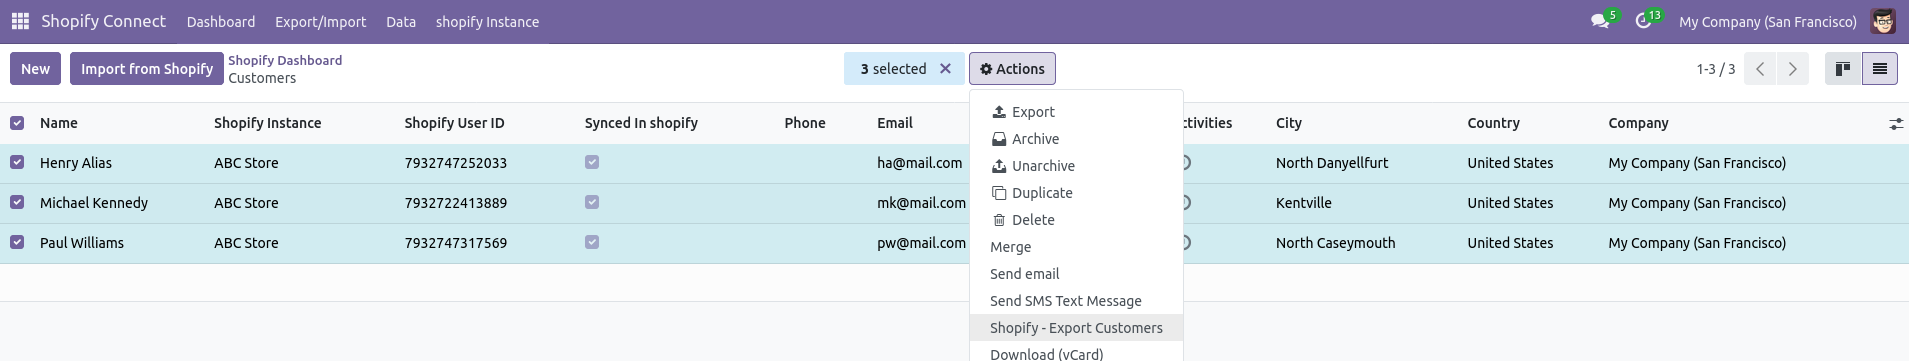 Shopify Connect Dashboard Export/Import Data shopify Instance 5 13 My Company (San Francisco)
New Import from Shopify Shopify Dashboard
Customers
3 selected Actions 1-3 / 3
Name Shopify Instance Shopify User ID Synced In shopify Phone Email ctivities City Country Company
Henry Alias ABC Store 7932747252033 ha@mail.com North Danyellfurt United States My Company (San Francisco)
Michael Kennedy ABC Store 7932722413889 mk@mail.com Kentville United States My Company (San Francisco)
Paul Williams ABC Store 7932747317569 pw@mail.com North Caseymouth United States My Company (San Francisco)
Export
Archive
Unarchive
Duplicate
Delete
Merge
Send email
Send SMS Text Message
Shopify - Export Customers
Download (vCard)